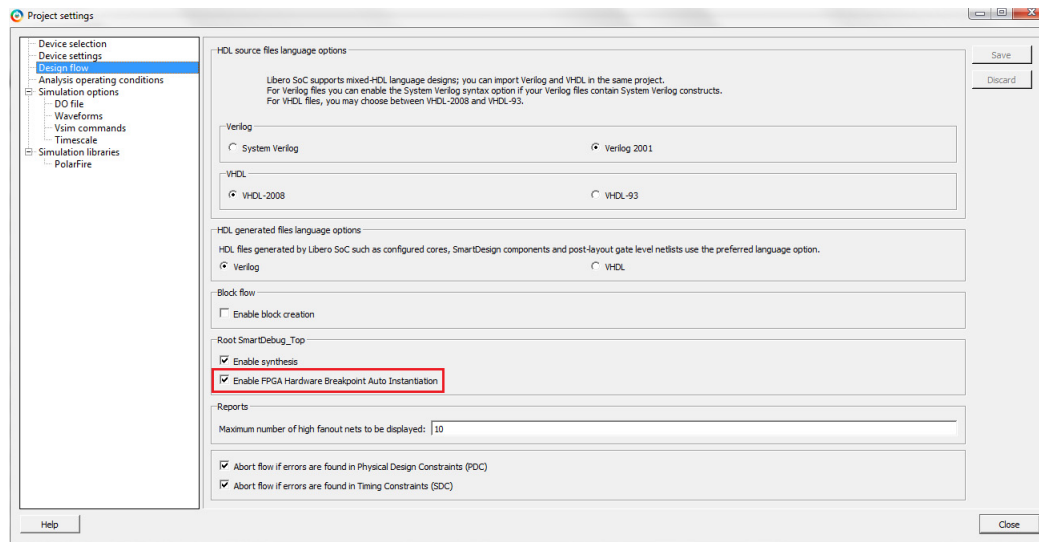 Project settings
Device selection
Device settings
Design flow
Analysis operating conditions
Simulation options
DO file
Waveforms
Vsim commands
Timescale
Simulation libraries
PolarFire
HDL source files language options
Libero SoC supports mixed-HDL language designs; you can import Verilog and VHDL in the same project.
For Verilog files you can enable the System Verilog syntax option if your Verilog files contain System Verilog constructs.
For VHDL files, you may choose between VHDL-2008 and VHDL-93.
Verilog
System Verilog Verilog 2001
VHDL
VHDL-2008 VHDL-93
HDL generated files language options
HDL files generated by Libero SoC such as configured cores, SmartDesign components and post-layout gate level netlists use the preferred language option.
Verilog VHDL
Block flow
Enable block creation
Root SmartDebug_Top
Enable synthesis
Enable FPGA Hardware Breakpoint Auto Instantiation
Reports
Maximum number of high fanout nets to be displayed: 10
Abort flow if errors are found in Physical Design Constraints (PDC)
Abort flow if errors are found in Timing Constraints (SDC)
Save
Discard
Help
Close